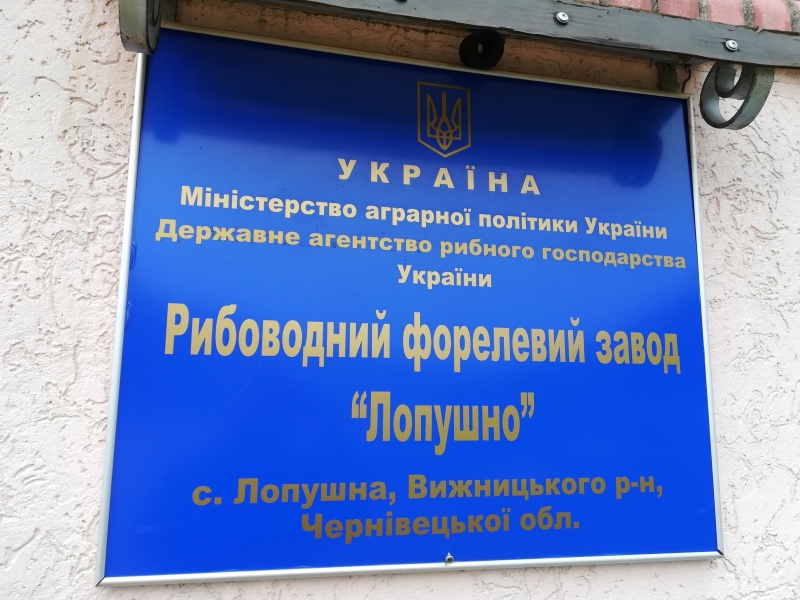 УКРАЇНА
Міністерство аграрної політики України
Державне агентство рибного господарства
України
Рибоводний форелевий завод
“Лопушно”
с. Лопушна, Вижницького р-н,
Чернівецької обл.